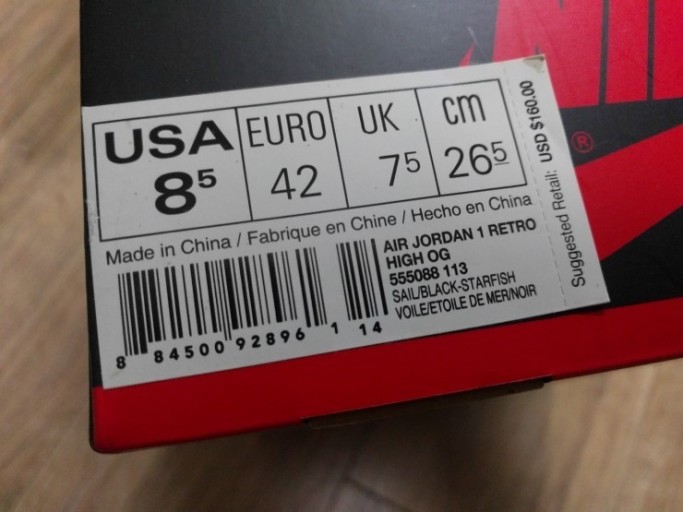 USA EURO UK cm
8⁵ 42 7⁵ 26⁵
Made in China / Fabrique en Chine / Hecho en China
AIR JORDAN 1 RETRO
HIGH OG
555088 113
SAIL/BLACK-STARFISH
VOILE/ETOILE DE MER/NOIR
8 84500 92896 1 14
Suggested Retail: USD $160.00
®